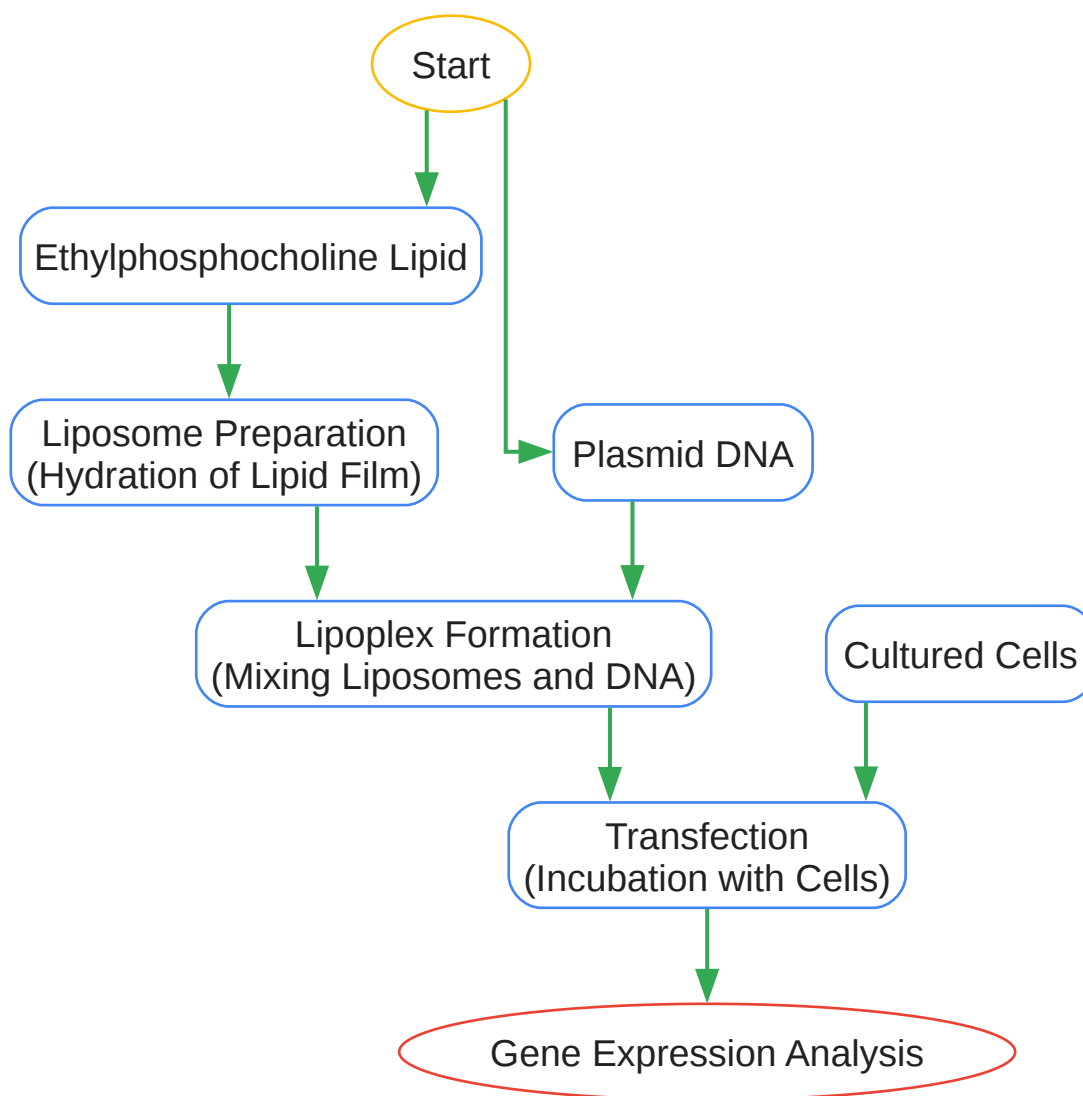 Start
Ethylphosphocholine Lipid
Liposome Preparation
(Hydration of Lipid Film)
Plasmid DNA
Lipoplex Formation
(Mixing Liposomes and DNA)
Cultured Cells
Transfection
(Incubation with Cells)
Gene Expression Analysis